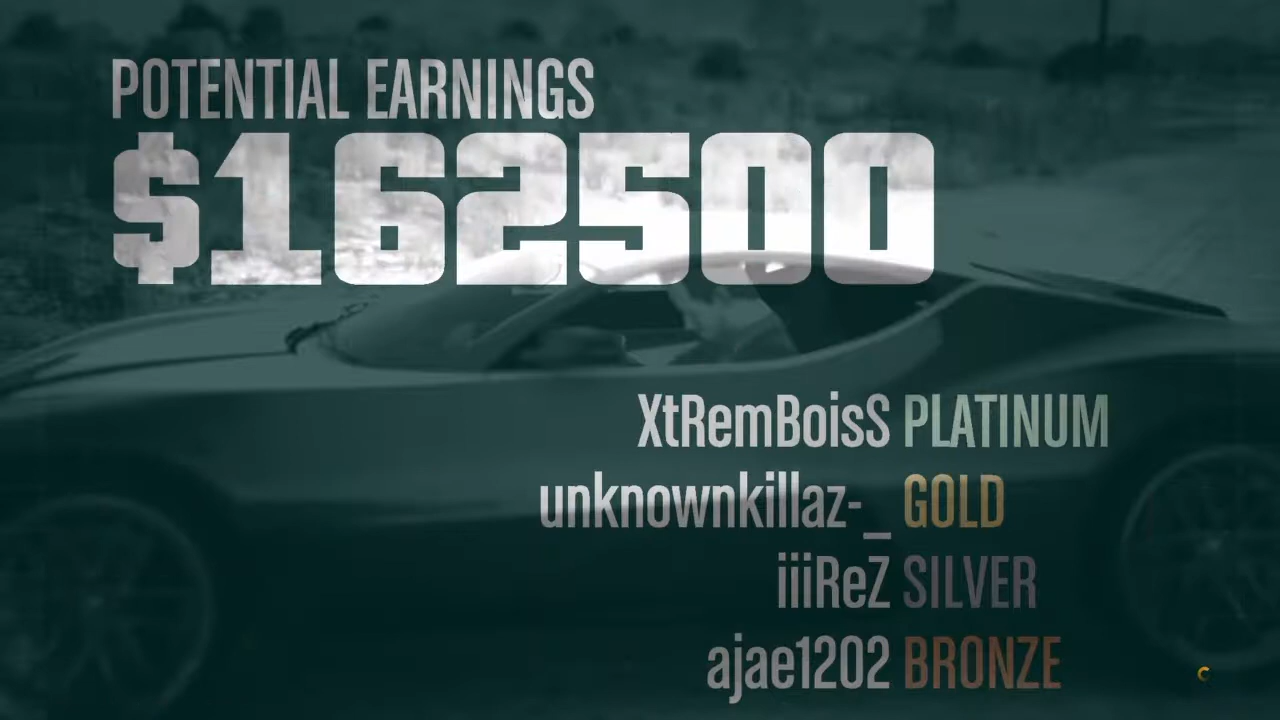 POTENTIAL EARNINGS
$162500
XtRemBoisS PLATINUM
unknownkillaz-_ GOLD
iiiReZ SILVER
ajae1202 BRONZE